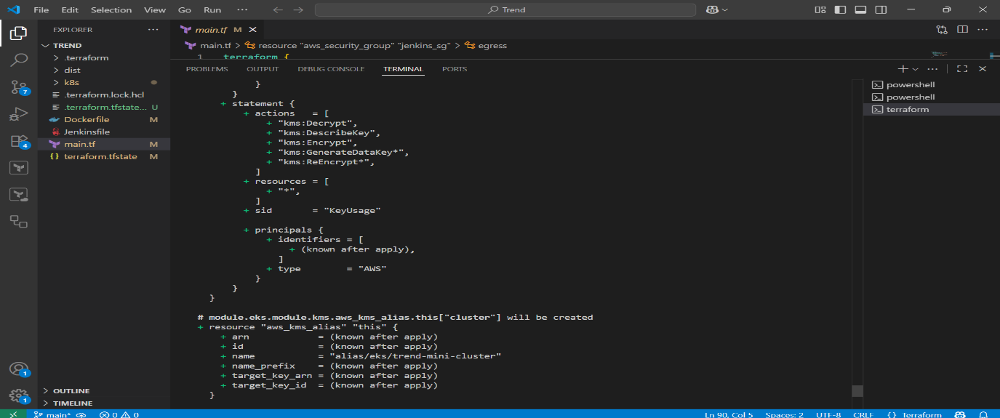 File Edit Selection View Go Run ··· ← → Trend
EXPLORER ···
TREND
> .terraform
> dist
> k8s
.terraform.lock.hcl
.terraform.tfstate... U
Dockerfile M
Jenkinsfile
main.tf M
{} terraform.tfstate M
> OUTLINE
> TIMELINE
7
4
1
1
main.tf M ×
main.tf > resource "aws_security_group" "jenkins_sg" > egress
1 terraform {
PROBLEMS OUTPUT DEBUG CONSOLE TERMINAL PORTS
}
}
+ statement {
+ actions = [
+ "kms:Decrypt",
+ "kms:DescribeKey",
+ "kms:Encrypt",
+ "kms:GenerateDataKey*",
+ "kms:ReEncrypt*",
]
+ resources = [
+ "*",
]
+ sid = "KeyUsage"
+ principals {
+ identifiers = [
+ (known after apply),
]
+ type = "AWS"
}
}
}
# module.eks.module.kms.aws_kms_alias.this["cluster"] will be created
+ resource "aws_kms_alias" "this" {
+ arn = (known after apply)
+ id = (known after apply)
+ name = "alias/eks/trend-mini-cluster"
+ name_prefix = (known after apply)
+ target_key_arn = (known after apply)
+ target_key_id = (known after apply)
}
powershell
powershell
terraform
main* 0 0 Ln 90, Col 5 Spaces: 2 UTF-8 CRLF {} Terraform